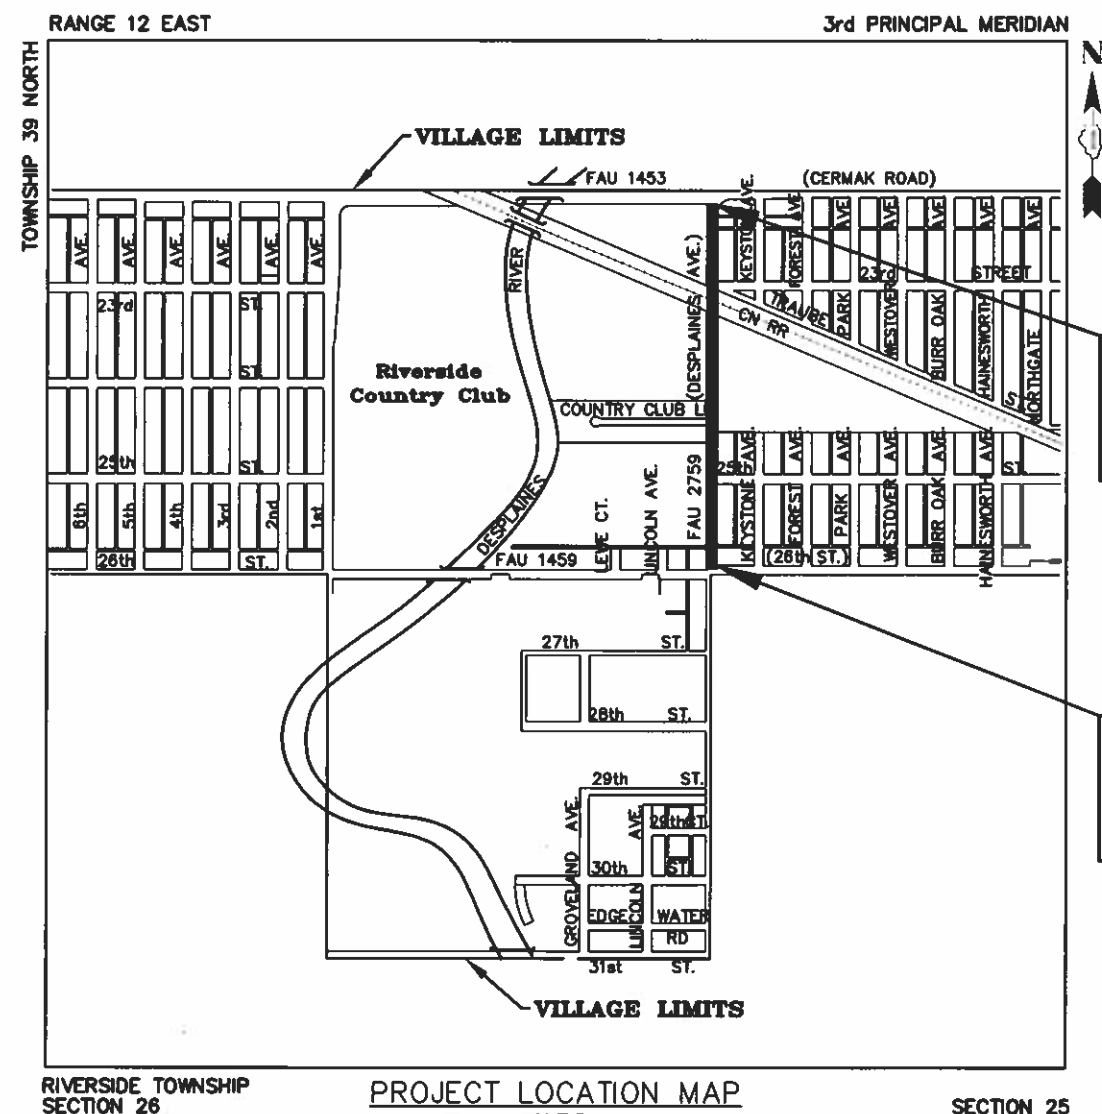 RANGE 12 EAST
3rd PRINCIPAL MERIDIAN
TOWNSHIP 39 NORTH
N
VILLAGE LIMITS
FAU 1453
(CERMAK ROAD)
AVE.
AVE.
AVE.
AVE.
AVE.
AVE.
RIVER
(DESPLAINES AVE.)
KEYSTONE AVE.
FOREST AVE
AVE
AVE
AVE
AVE
23rd
STREET
23rd
ST.
TRAUBE
CN RR
PARK
WESTOVER
BURR OAK
HAINESWORTH
NORTHGATE
ST.
Riverside
Country Club
COUNTRY CLUB
25th
ST.
25th
ST.
6th
5th
4th
3rd
2nd
1st
DESPLAINES
LINCOLN AVE.
FAU 2759
KEYSTONE AVE.
FOREST AVE.
PARK AVE.
WESTOVER AVE.
BURR OAK AVE.
HAINESWORTH AVE.
26th
ST.
FAU 1459
CT.
(26th ST.)
27th
ST.
28th
ST.
29th
ST.
GROVELAND AVE.
LINCOLN AVE
29th CT.
30th
ST.
EDGE WATER
RD
31st
ST.
VILLAGE LIMITS
RIVERSIDE TOWNSHIP
SECTION 26
PROJECT LOCATION MAP
SECTION 25